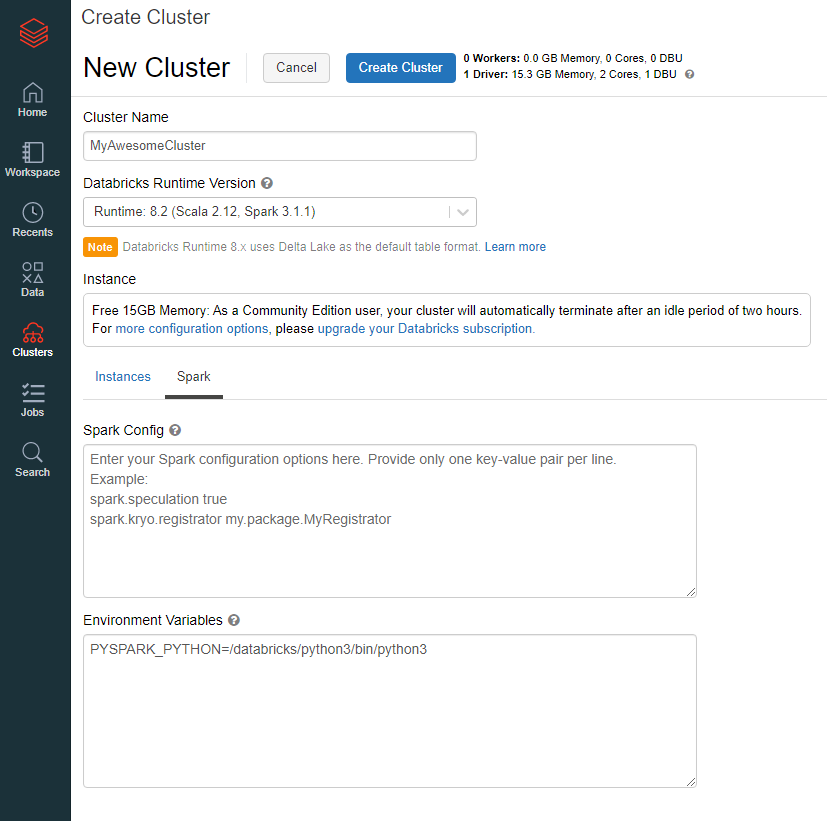 Create Cluster
New Cluster
Cancel
Create Cluster
0 Workers: 0.0 GB Memory, 0 Cores, 0 DBU
1 Driver: 15.3 GB Memory, 2 Cores, 1 DBU ?
Home
Workspace
Recents
Data
Clusters
Jobs
Search
Cluster Name
MyAwesomeCluster
Databricks Runtime Version ?
Runtime: 8.2 (Scala 2.12, Spark 3.1.1)
Note Databricks Runtime 8.x uses Delta Lake as the default table format. Learn more
Instance
Free 15GB Memory: As a Community Edition user, your cluster will automatically terminate after an idle period of two hours.
For more configuration options, please upgrade your Databricks subscription.
Instances
Spark
Spark Config ?
Enter your Spark configuration options here. Provide only one key-value pair per line.
Example:
spark.speculation true
spark.kryo.registrator my.package.MyRegistrator
Environment Variables ?
PYSPARK_PYTHON=/databricks/python3/bin/python3